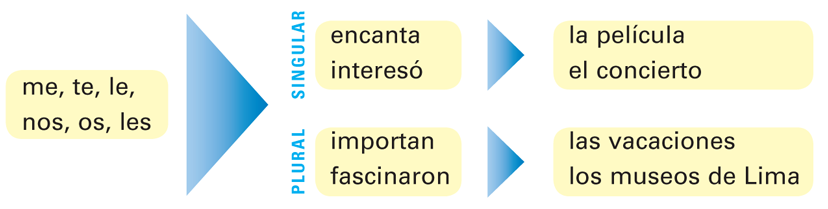 me, te, le,
nos, os, les
SINGULAR
encanta
interesó
la película
el concierto
PLURAL
importan
fascinaron
las vacaciones
los museos de Lima